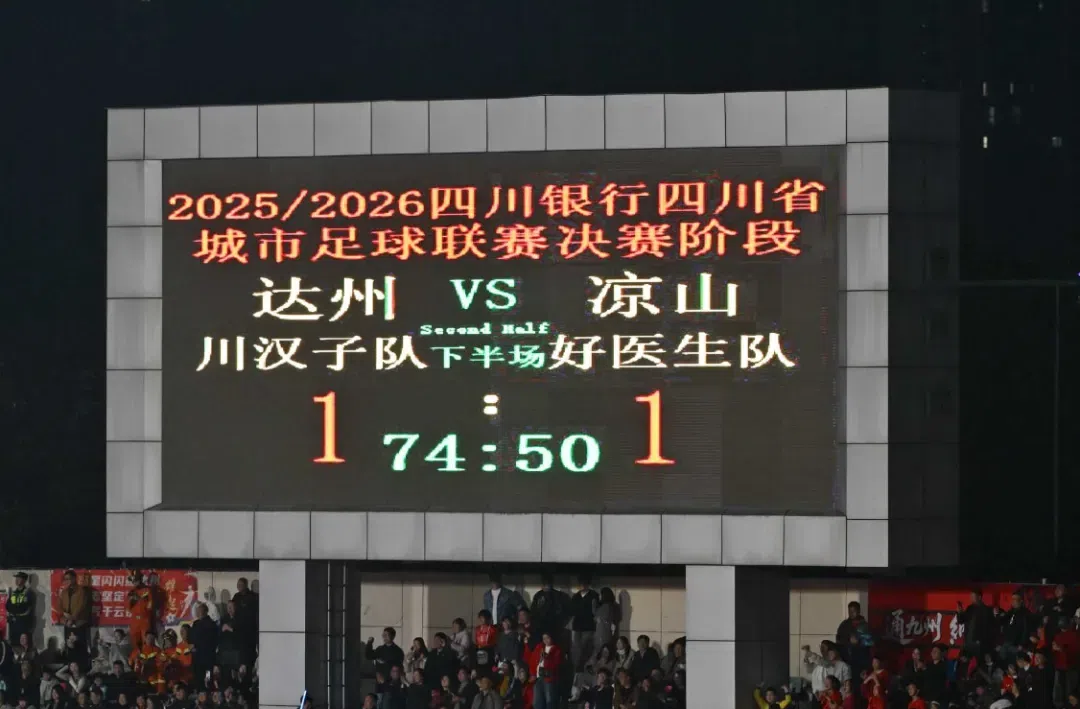 2025/2026四川银行四川省
城市足球联赛决赛阶段
达州 VS 凉山
Second Half
川汉子队 下半场 好医生队
1 : 1
74:50